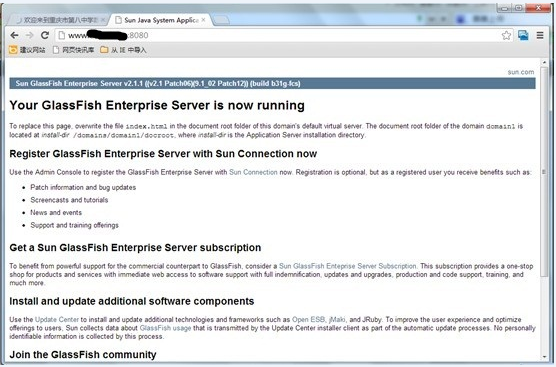 欢迎来到重庆市第八中学
Sun Java System Applica
www. :8080
建议网站 网页快讯库 从 IE 中导入
sun.com
Sun GlassFish Enterprise Server v2.1.1 ((v2.1 Patch06)(9.1_02 Patch12)) (build b31g-fcs)
Your GlassFish Enterprise Server is now running
To replace this page, overwrite the file index.html in the document root folder of this domain's default virtual server. The document root folder of the domain domain1 is
located at install-dir /domains/domain1/docroot, where install-dir is the Application Server installation directory.
Register GlassFish Enterprise Server with Sun Connection now
Use the Admin Console to register the GlassFish Enterprise Server with Sun Connection now. Registration is optional, but as a registered user you receive benefits such as:
• Patch information and bug updates
• Screencasts and tutorials
• News and events
• Support and training offerings
Get a Sun GlassFish Enterprise Server subscription
To benefit from powerful support for the commercial counterpart to GlassFish, consider a Sun GlassFish Enteprise Server Subscription. This subscription provides a one-stop
shop for products and services with immediate web access to software support with full indemnification, updates and upgrades, production and code support, training, and
much more.
Install and update additional software components
Use the Update Center to install and update additional technologies and frameworks such as Open ESB, jMaki, and JRuby. To improve the user experience and optimize
offerings to users, Sun collects data about GlassFish usage that is transmitted by the Update Center installer client as part of the automatic update processes. No personally
identifiable information is collected by this process.
Join the GlassFish community